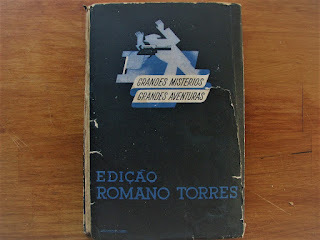 GRANDES MISTÉRIOS
GRANDES AVENTURAS
EDIÇÃO
ROMANO TORRES